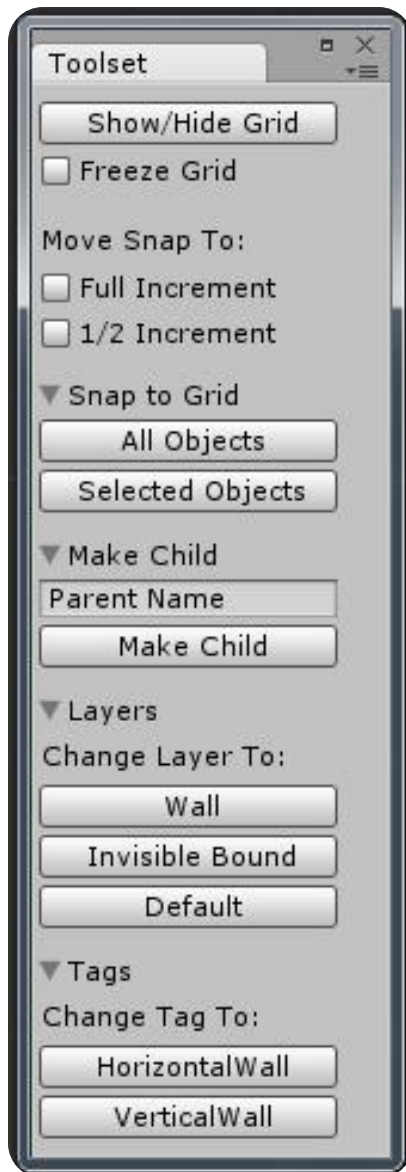 Toolset
Show/Hide Grid
Freeze Grid
Move Snap To:
Full Increment
1/2 Increment
Snap to Grid
All Objects
Selected Objects
Make Child
Parent Name
Make Child
Layers
Change Layer To:
Wall
Invisible Bound
Default
Tags
Change Tag To:
HorizontalWall
VerticalWall